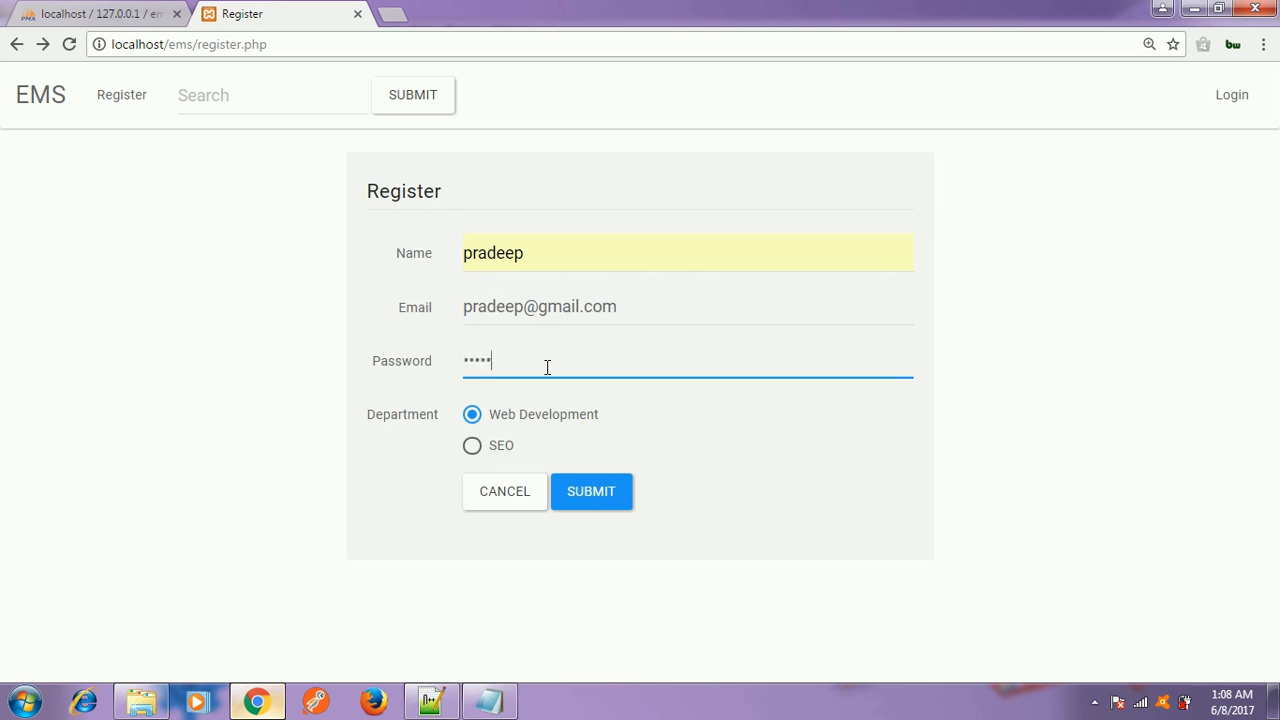 localhost / 127.0.0.1 / em
Register
localhost/ems/register.php
EMS
Register
Search
SUBMIT
Login
Register
Name
pradeep
Email
pradeep@gmail.com
Password
•••••
Department
Web Development
SEO
CANCEL
SUBMIT
1:08 AM
6/8/2017